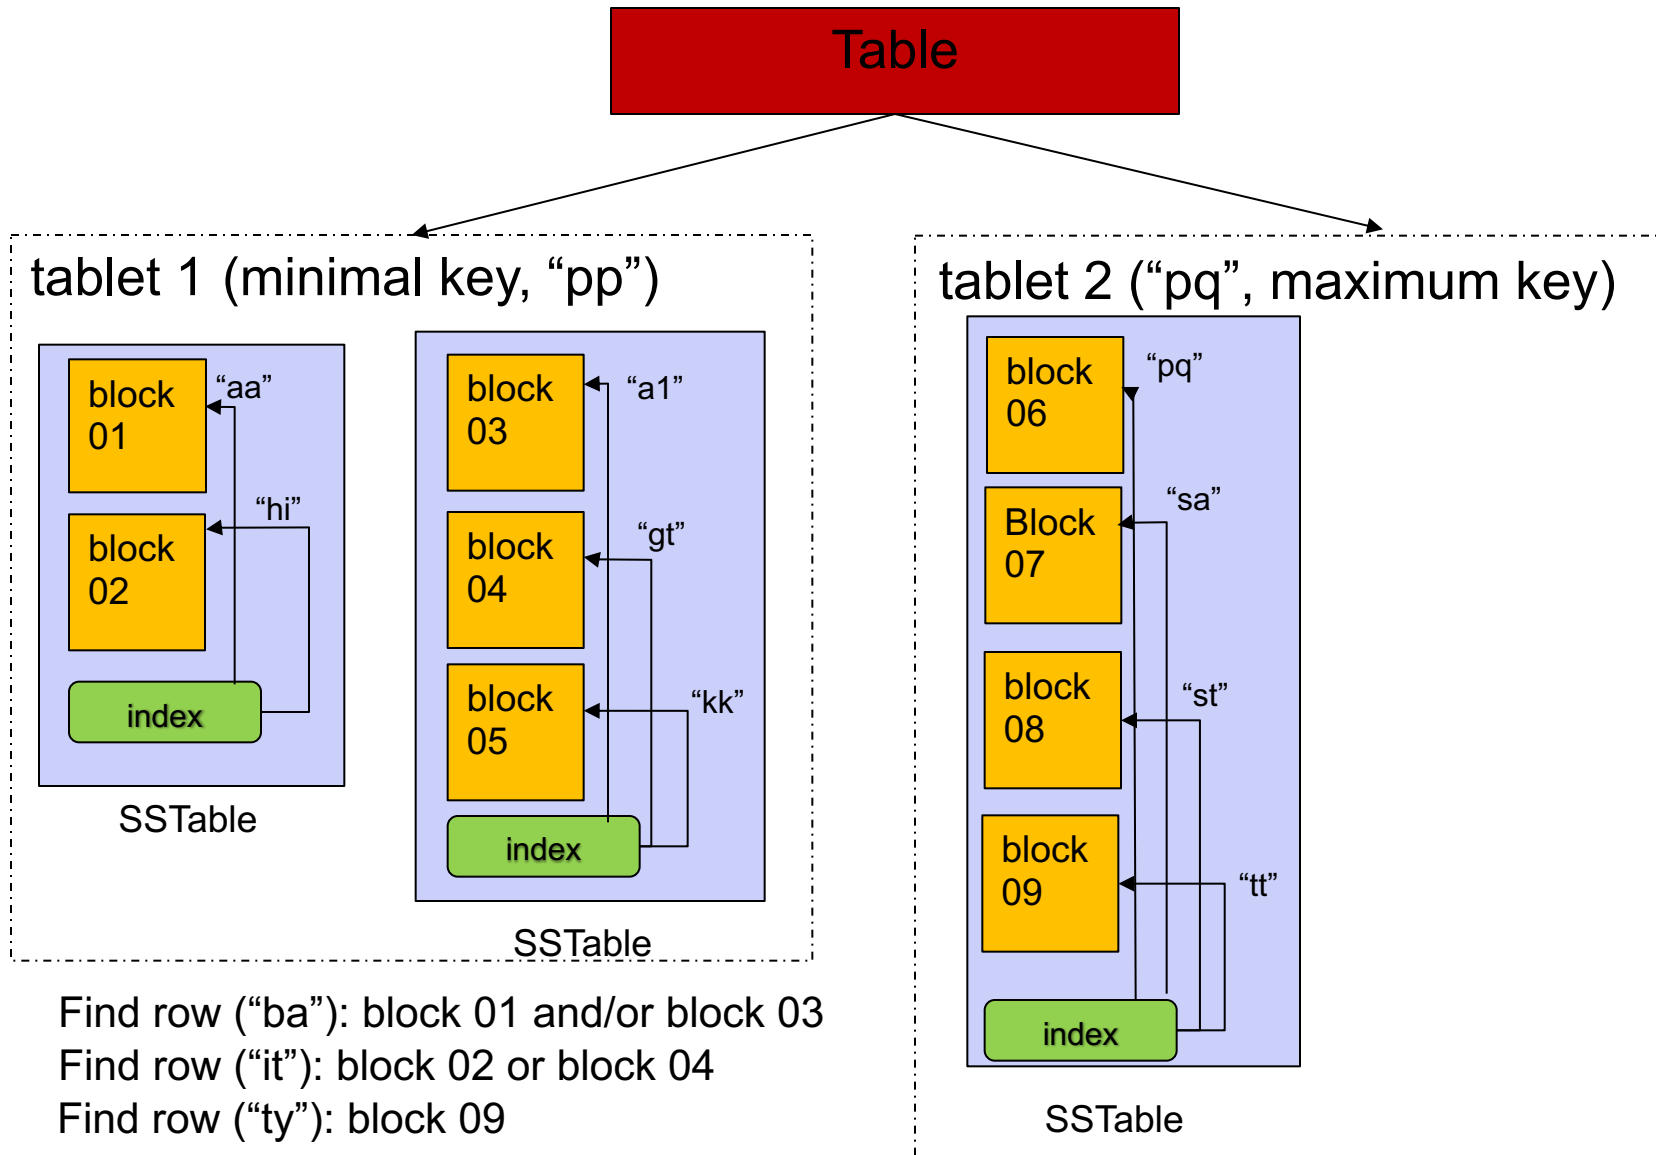 Table
tablet 1 (minimal key, “pp”)
block
01
“aa”
block
02
“hi”
index
SSTable
block
03
“a1”
block
04
“gt”
block
05
“kk”
index
SSTable
tablet 2 (“pq”, maximum key)
block
06
“pq”
Block
07
“sa”
block
08
“st”
block
09
“tt”
index
SSTable
Find row (“ba”): block 01 and/or block 03
Find row (“it”): block 02 or block 04
Find row (“ty”): block 09